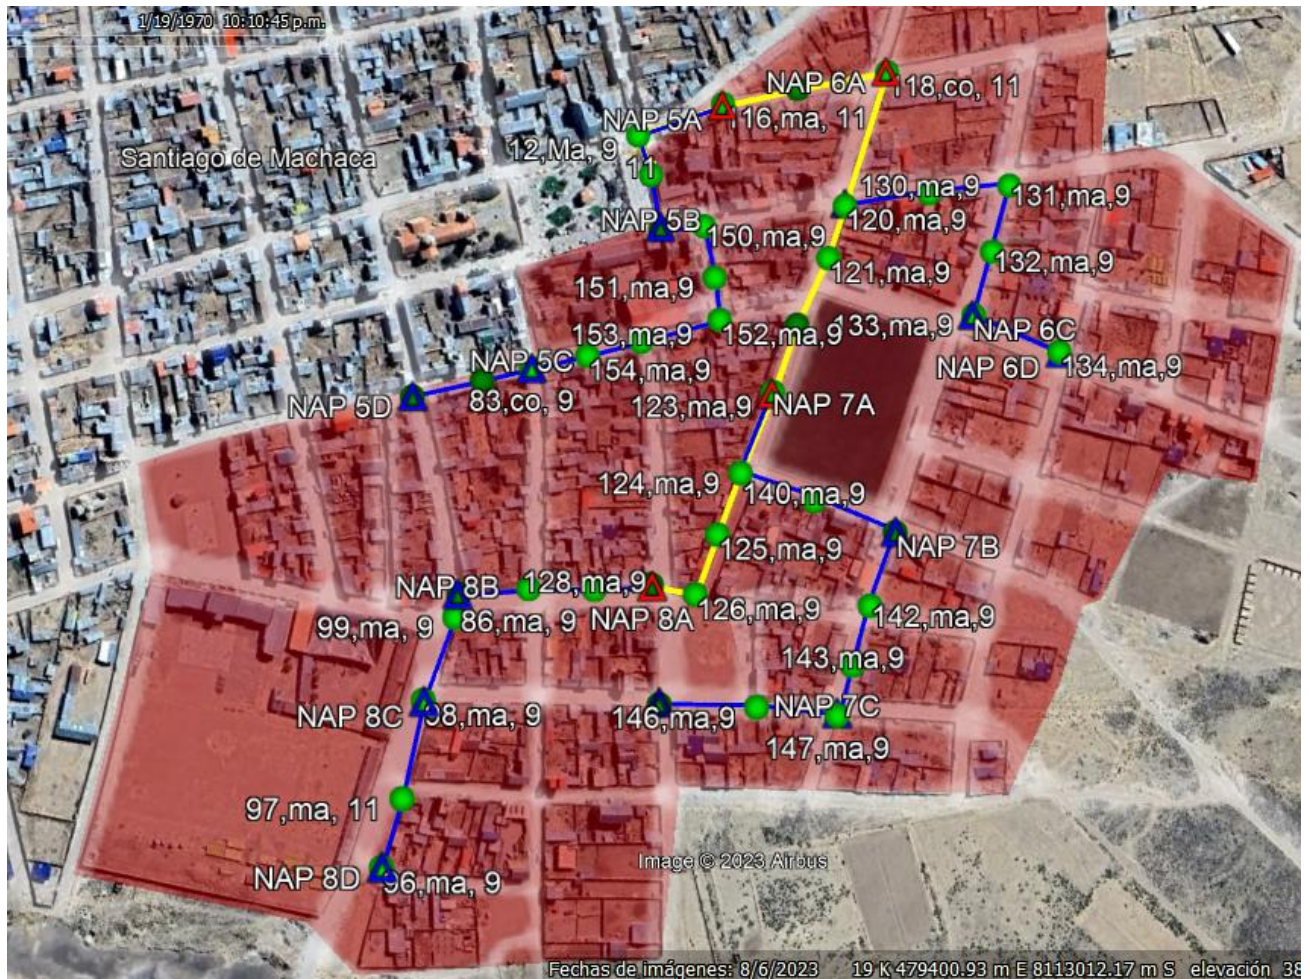 1/19/1970 10:10:45 p.m.
NAP 6A
118,co, 11
NAP 5A
116,ma, 11
12,Ma, 9
Santiago de Machaca
11
130,ma,9
131,ma,9
120,ma,9
NAP 5B
150,ma,9
121,ma,9
132,ma,9
151,ma,9
153,ma,9
152,ma,9
133,ma,9
NAP 6C
NAP 5C
154,ma,9
NAP 6D
134,ma,9
NAP 5D
83,co, 9
123,ma,9
NAP 7A
124,ma,9
140,ma,9
125,ma,9
NAP 7B
NAP 8B
128,ma,9
99,ma, 9
86,ma, 9
NAP 8A
126,ma,9
142,ma,9
143,ma,9
NAP 8C
98,ma, 9
146,ma,9
NAP 7C
147,ma,9
97,ma, 11
Image © 2023 Airbus
NAP 8D
96,ma, 9
Fechas de imágenes: 8/6/2023 19 K 479400.93 m E 8113012.17 m S elevación 39